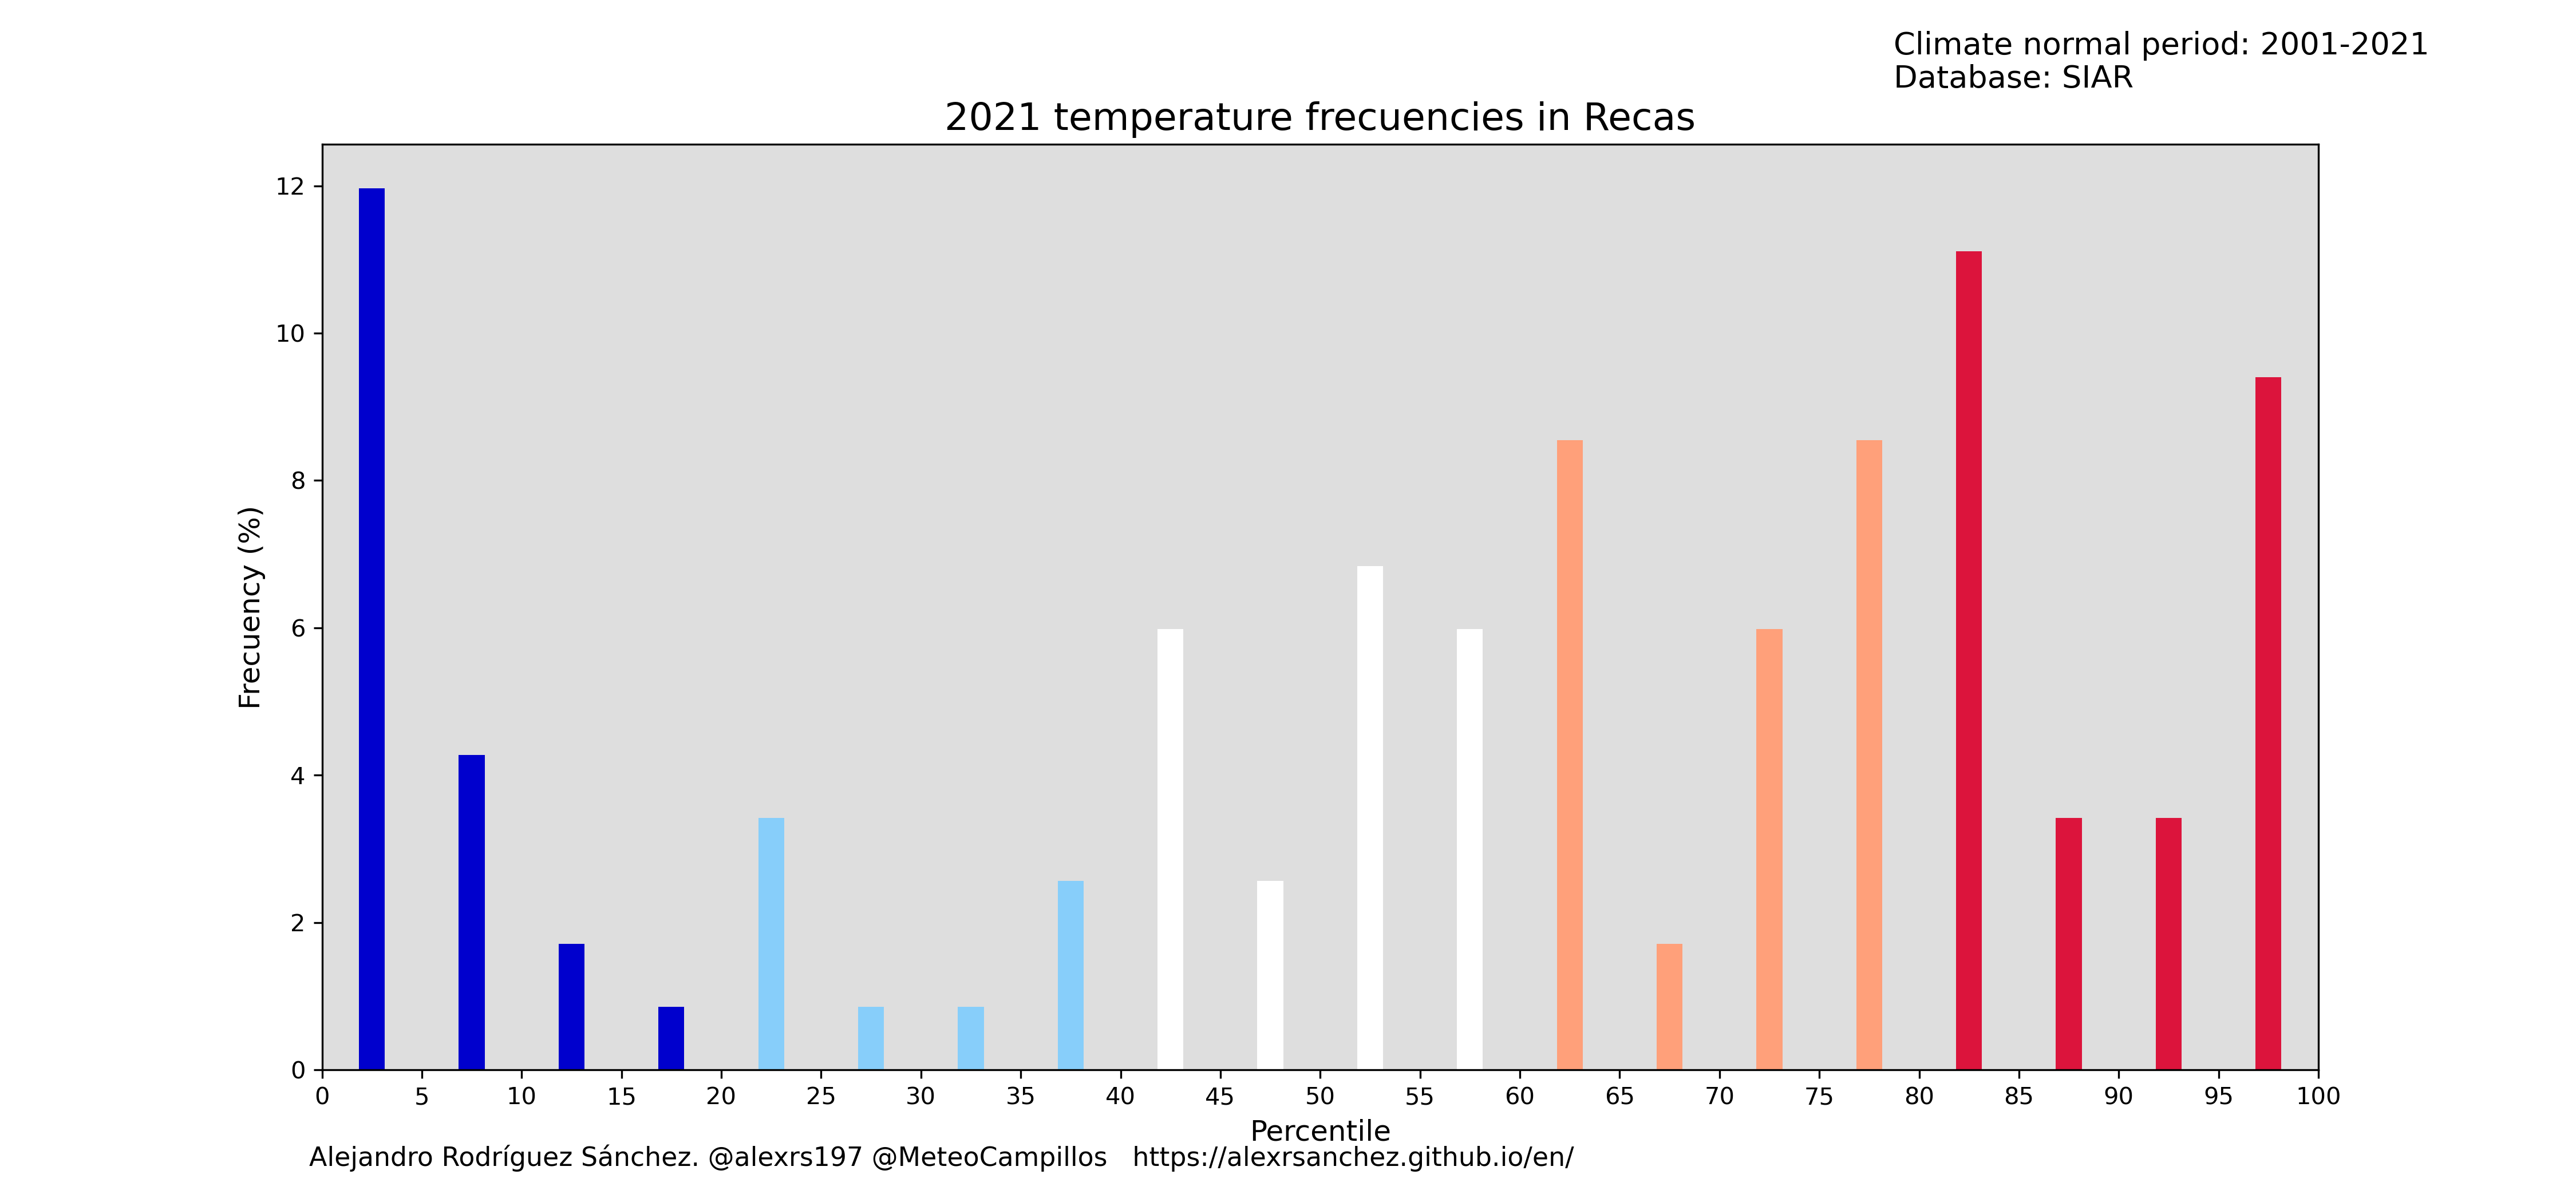 Climate normal period: 2001-2021
Database: SIAR
2021 temperature frecuencies in Recas
12
10
8
6
4
2
0
Frecuency (%)
0 5 10 15 20 25 30 35 40 45 50 55 60 65 70 75 80 85 90 95 100
Percentile
Alejandro Rodríguez Sánchez. @alexrs197 @MeteoCampillos https://alexrsanchez.github.io/en/